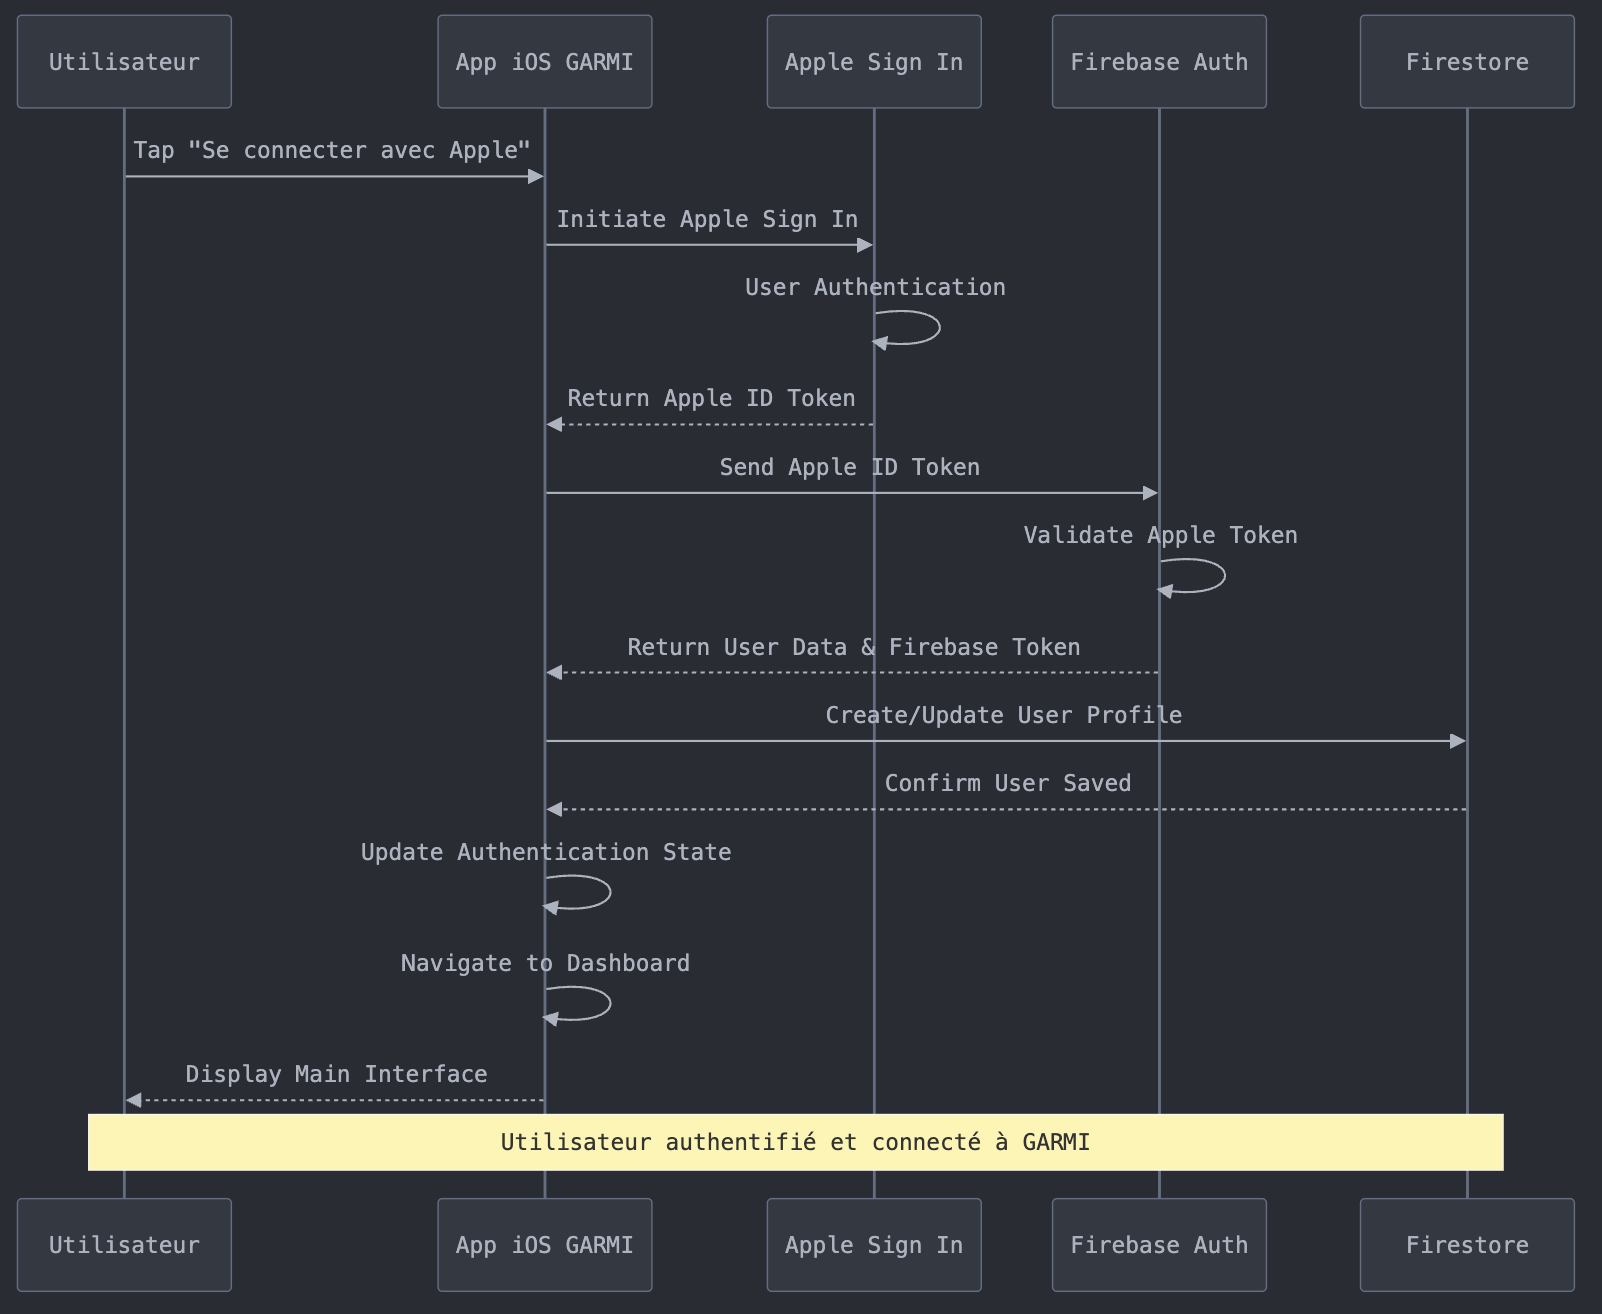 Utilisateur
App iOS GARMI
Apple Sign In
Firebase Auth
Firestore
Tap "Se connecter avec Apple"
Initiate Apple Sign In
User Authentication
Return Apple ID Token
Send Apple ID Token
Validate Apple Token
Return User Data & Firebase Token
Create/Update User Profile
Confirm User Saved
Update Authentication State
Navigate to Dashboard
Display Main Interface
Utilisateur authentifié et connecté à GARMI
Utilisateur
App iOS GARMI
Apple Sign In
Firebase Auth
Firestore